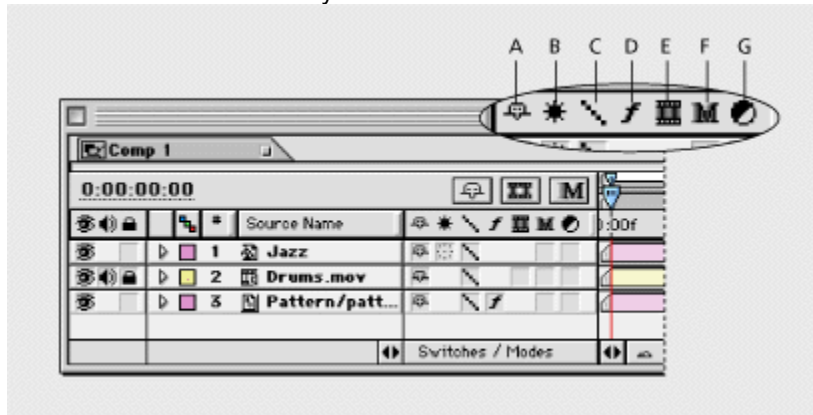 A B C D E F G
Comp 1
0:00:00:00
M
# Source Name f M :00f
1 Jazz
2 Drums.mov
3 Pattern/patt... f
Switches / Modes